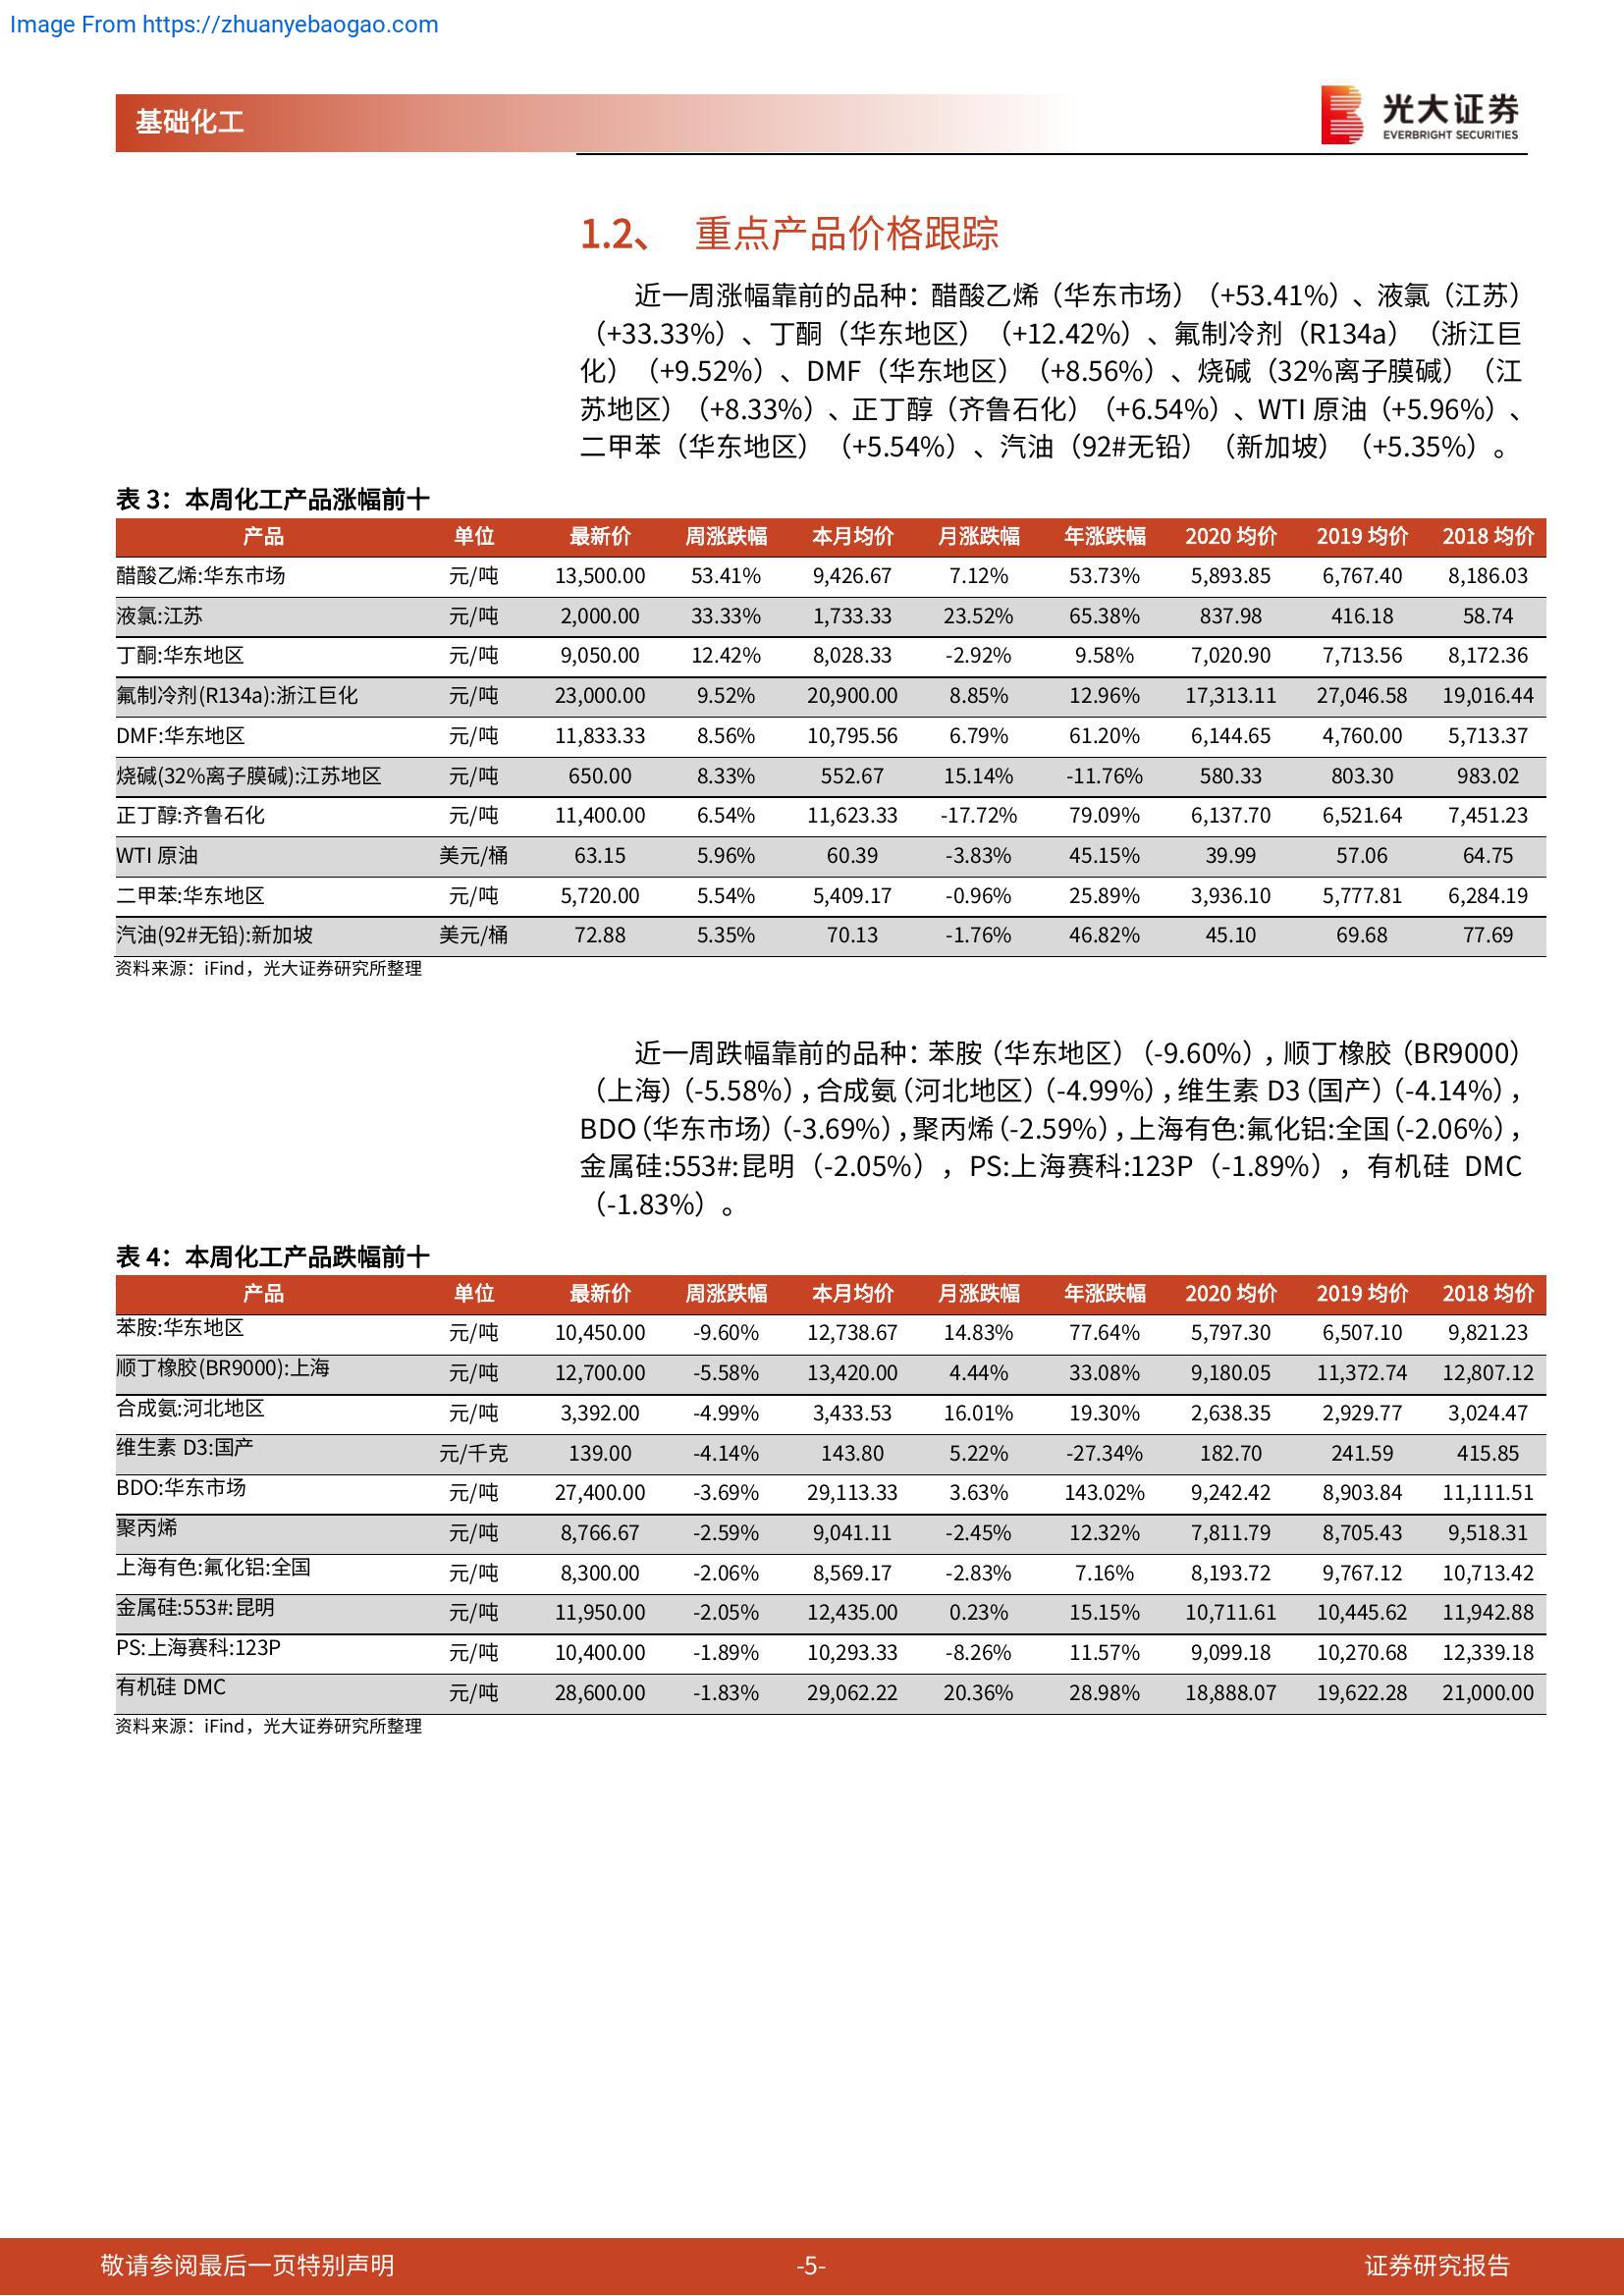 Image From https://zhuanyebaogao.com
基础化工
光大证券
EVERBRIGHT SECURITIES
1.2、 重点产品价格跟踪
近一周涨幅靠前的品种：醋酸乙烯（华东市场）（+53.41%）、液氯（江苏）
（+33.33%）、丁酮（华东地区）（+12.42%）、氟制冷剂（R134a）（浙江巨
化）（+9.52%）、DMF（华东地区）（+8.56%）、烧碱（32%离子膜碱）（江
苏地区）（+8.33%）、正丁醇（齐鲁石化）（+6.54%）、WTI 原油（+5.96%）、
二甲苯（华东地区）（+5.54%）、汽油（92#无铅）（新加坡）（+5.35%）。
表 3：本周化工产品涨幅前十
产品 单位 最新价 周涨跌幅 本月均价 月涨跌幅 年涨跌幅 2020 均价 2019 均价 2018 均价
醋酸乙烯:华东市场 元/吨 13,500.00 53.41% 9,426.67 7.12% 53.73% 5,893.85 6,767.40 8,186.03
液氯:江苏 元/吨 2,000.00 33.33% 1,733.33 23.52% 65.38% 837.98 416.18 58.74
丁酮:华东地区 元/吨 9,050.00 12.42% 8,028.33 -2.92% 9.58% 7,020.90 7,713.56 8,172.36
氟制冷剂(R134a):浙江巨化 元/吨 23,000.00 9.52% 20,900.00 8.85% 12.96% 17,313.11 27,046.58 19,016.44
DMF:华东地区 元/吨 11,833.33 8.56% 10,795.56 6.79% 61.20% 6,144.65 4,760.00 5,713.37
烧碱(32%离子膜碱):江苏地区 元/吨 650.00 8.33% 552.67 15.14% -11.76% 580.33 803.30 983.02
正丁醇:齐鲁石化 元/吨 11,400.00 6.54% 11,623.33 -17.72% 79.09% 6,137.70 6,521.64 7,451.23
WTI 原油 美元/桶 63.15 5.96% 60.39 -3.83% 45.15% 39.99 57.06 64.75
二甲苯:华东地区 元/吨 5,720.00 5.54% 5,409.17 -0.96% 25.89% 3,936.10 5,777.81 6,284.19
汽油(92#无铅):新加坡 美元/桶 72.88 5.35% 70.13 -1.76% 46.82% 45.10 69.68 77.69
资料来源：iFind，光大证券研究所整理
近一周跌幅靠前的品种：苯胺（华东地区）（-9.60%），顺丁橡胶（BR9000）
（上海）（-5.58%），合成氨（河北地区）（-4.99%），维生素 D3（国产）（-4.14%），
BDO（华东市场）（-3.69%），聚丙烯（-2.59%），上海有色:氟化铝:全国（-2.06%），
金属硅:553#:昆明（-2.05%），PS:上海赛科:123P（-1.89%），有机硅 DMC
（-1.83%）。
表 4：本周化工产品跌幅前十
产品 单位 最新价 周涨跌幅 本月均价 月涨跌幅 年涨跌幅 2020 均价 2019 均价 2018 均价
苯胺:华东地区 元/吨 10,450.00 -9.60% 12,738.67 14.83% 77.64% 5,797.30 6,507.10 9,821.23
顺丁橡胶(BR9000):上海 元/吨 12,700.00 -5.58% 13,420.00 4.44% 33.08% 9,180.05 11,372.74 12,807.12
合成氨:河北地区 元/吨 3,392.00 -4.99% 3,433.53 16.01% 19.30% 2,638.35 2,929.77 3,024.47
维生素 D3:国产 元/千克 139.00 -4.14% 143.80 5.22% -27.34% 182.70 241.59 415.85
BDO:华东市场 元/吨 27,400.00 -3.69% 29,113.33 3.63% 143.02% 9,242.42 8,903.84 11,111.51
聚丙烯 元/吨 8,766.67 -2.59% 9,041.11 -2.45% 12.32% 7,811.79 8,705.43 9,518.31
上海有色:氟化铝:全国 元/吨 8,300.00 -2.06% 8,569.17 -2.83% 7.16% 8,193.72 9,767.12 10,713.42
金属硅:553#:昆明 元/吨 11,950.00 -2.05% 12,435.00 0.23% 15.15% 10,711.61 10,445.62 11,942.88
PS:上海赛科:123P 元/吨 10,400.00 -1.89% 10,293.33 -8.26% 11.57% 9,099.18 10,270.68 12,339.18
有机硅 DMC 元/吨 28,600.00 -1.83% 29,062.22 20.36% 28.98% 18,888.07 19,622.28 21,000.00
资料来源：iFind，光大证券研究所整理
敬请参阅最后一页特别声明 -5- 证券研究报告